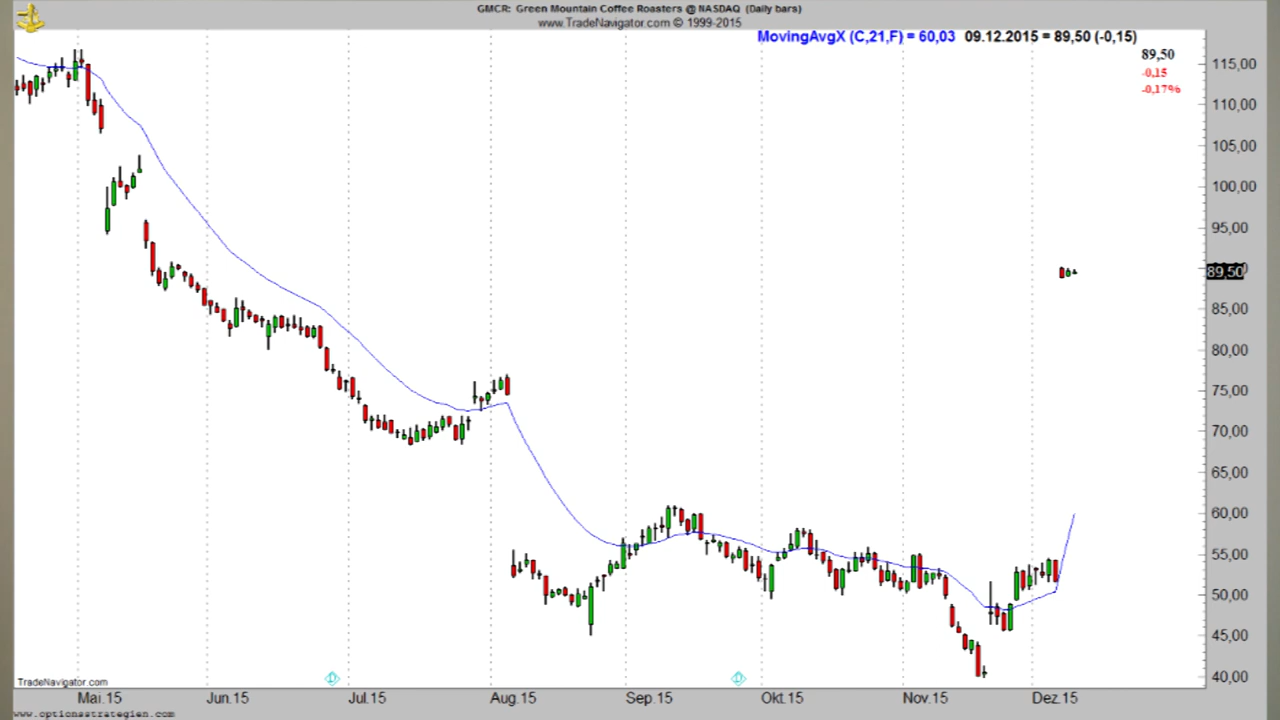 GMCR: Green Mountain Coffee Roasters @ NASDAQ (Daily bars)
www.TradeNavigator.com © 1999-2015
MovingAvgX (C,21,F) = 60,03 09.12.2015 = 89,50 (-0,15)
89,50
-0,15
-0,17%
115,00
110,00
105,00
100,00
95,00
89,50
85,00
80,00
75,00
70,00
65,00
60,00
55,00
50,00
45,00
40,00
D
D
TradeNavigator.com
Mai.15 Jun.15 Jul.15 Aug.15 Sep.15 Okt.15 Nov.15 Dez.15
www.optionsstrategien.com